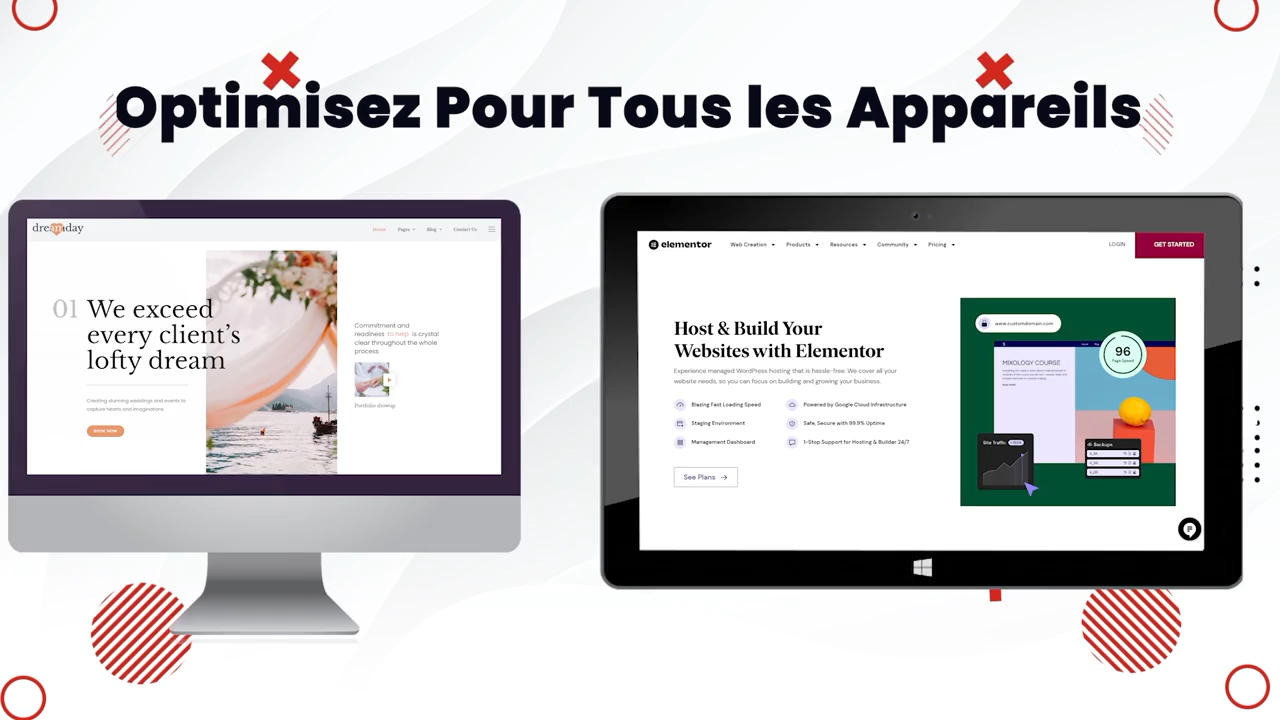 Optimisez Pour Tous les Appareils
dreamday
Home Pages Blog Contact Us
01 We exceed
every client's
lofty dream
Creating stunning weddings and events to
capture hearts and imaginations
BOOK NOW
Commitment and
readiness to help is crystal
clear throughout the whole
process
Portfolio showup
elementor Web Creation Products Resources Community Pricing LOGIN GET STARTED
Host & Build Your
Websites with Elementor
Experience managed WordPress hosting that is hassle-free. We cover all your
website needs, so you can focus on building and growing your business.
Blazing Fast Loading Speed Powered by Google Cloud Infrastructure
Staging Environment Safe, Secure with 99.9% Uptime
Management Dashboard 1-Stop Support for Hosting & Builder 24/7
See Plans
www.customdomain.com
96
Page Speed
MIXOLOGY COURSE
Site Traffic
Backups